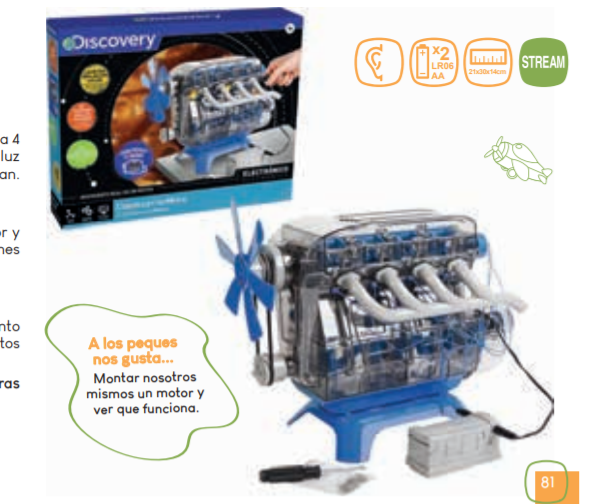 Discovery
ELECTRÓNICO
x2
LR06
AA
21x30x14cm
STREAM
a 4
luz
an.
r y
nes
nto
tos
ras
A los peques
nos gusta...
Montar nosotros
mismos un motor y
ver que funciona.
81